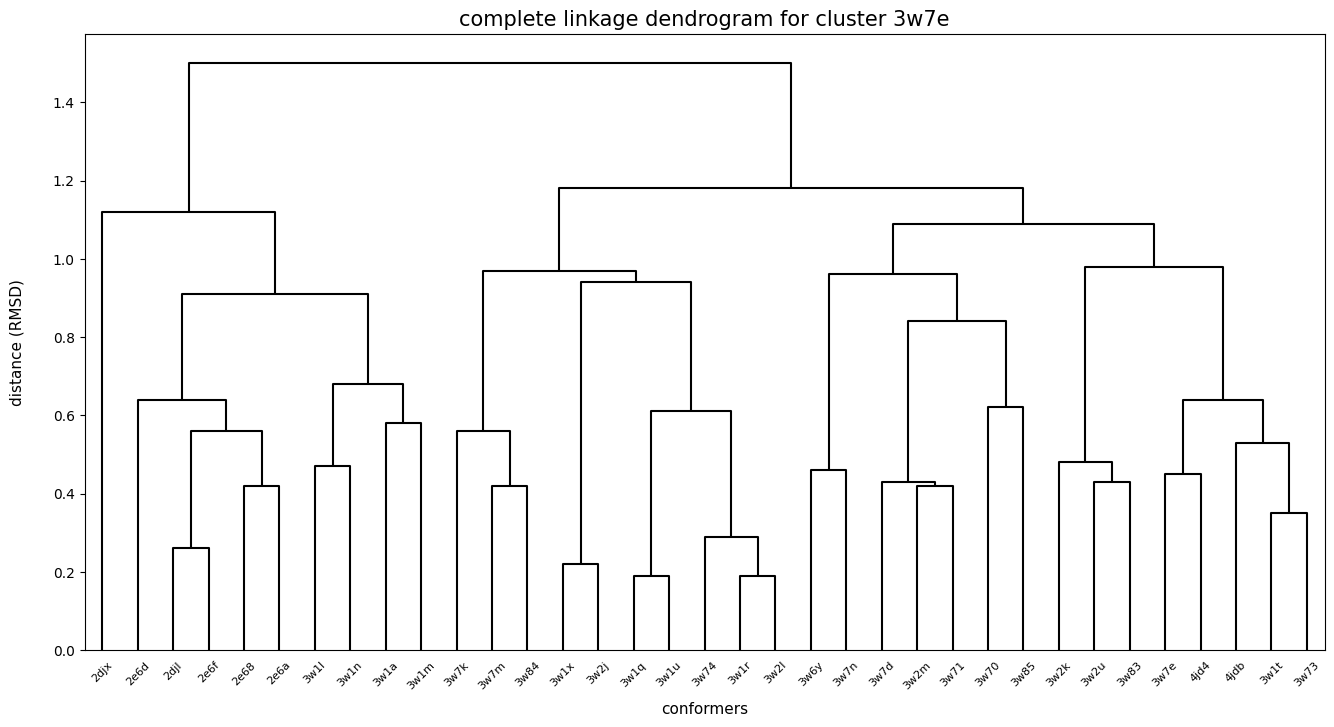 complete linkage dendrogram for cluster 3w7e
distance (RMSD)
1.4
1.2
1.0
0.8
0.6
0.4
0.2
0.0
2djx 2e6d 2djl 2e6f 2e68 2e6a 3w1l 3w1n 3w1a 3w1m 3w7k 3w7m 3w84 3w1x 3w2j 3w1q 3w1u 3w74 3w1r 3w2l 3w6y 3w7n 3w7d 3w2m 3w71 3w70 3w85 3w2k 3w2u 3w83 3w7e 4jd4 4jdb 3w1t 3w73
conformers